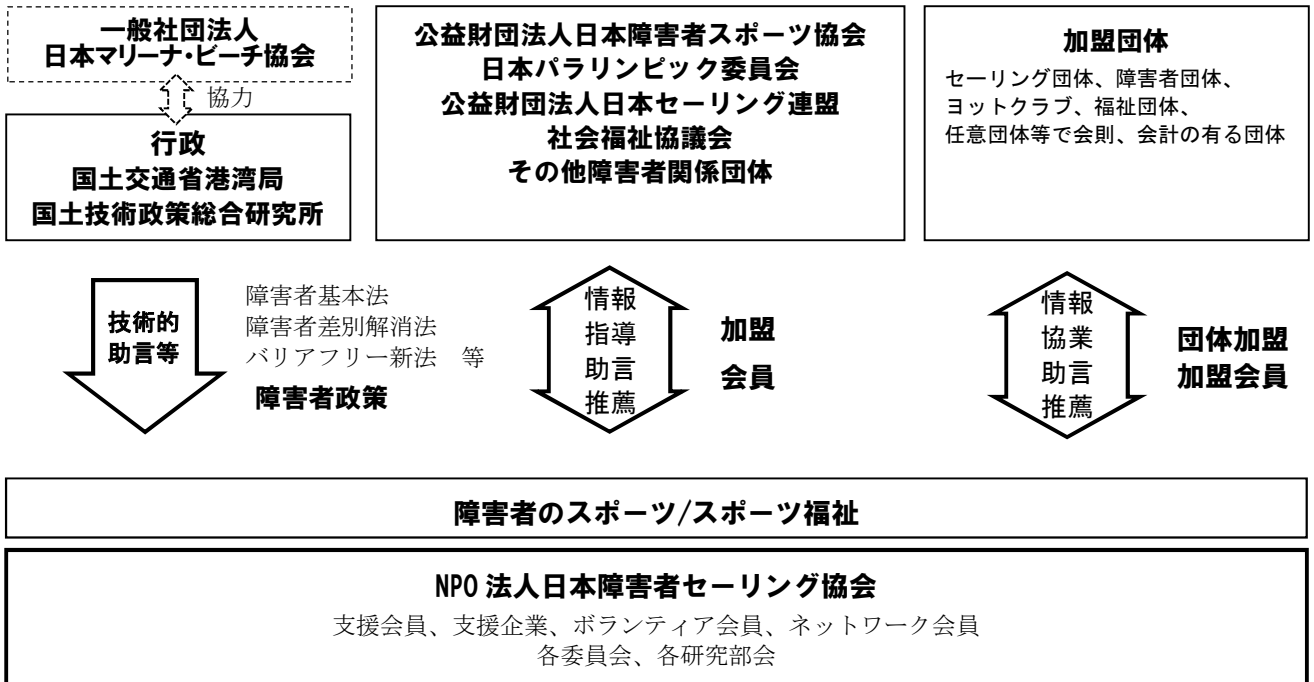 一般社団法人
日本マリーナ・ビーチ協会
協力
行政
国土交通省港湾局
国土技術政策総合研究所
公益財団法人日本障害者スポーツ協会
日本パラリンピック委員会
公益財団法人日本セーリング連盟
社会福祉協議会
その他障害者関係団体
加盟団体
セーリング団体、障害者団体、
ヨットクラブ、福祉団体、
任意団体等で会則、会計の有る団体
技術的
助言等
障害者基本法
障害者差別解消法
バリアフリー新法　等
障害者政策
情報
指導
助言
推薦
加盟
会員
情報
協業
助言
推薦
団体加盟
加盟会員
障害者のスポーツ/スポーツ福祉
NPO 法人日本障害者セーリング協会
支援会員、支援企業、ボランティア会員、ネットワーク会員
各委員会、各研究部会